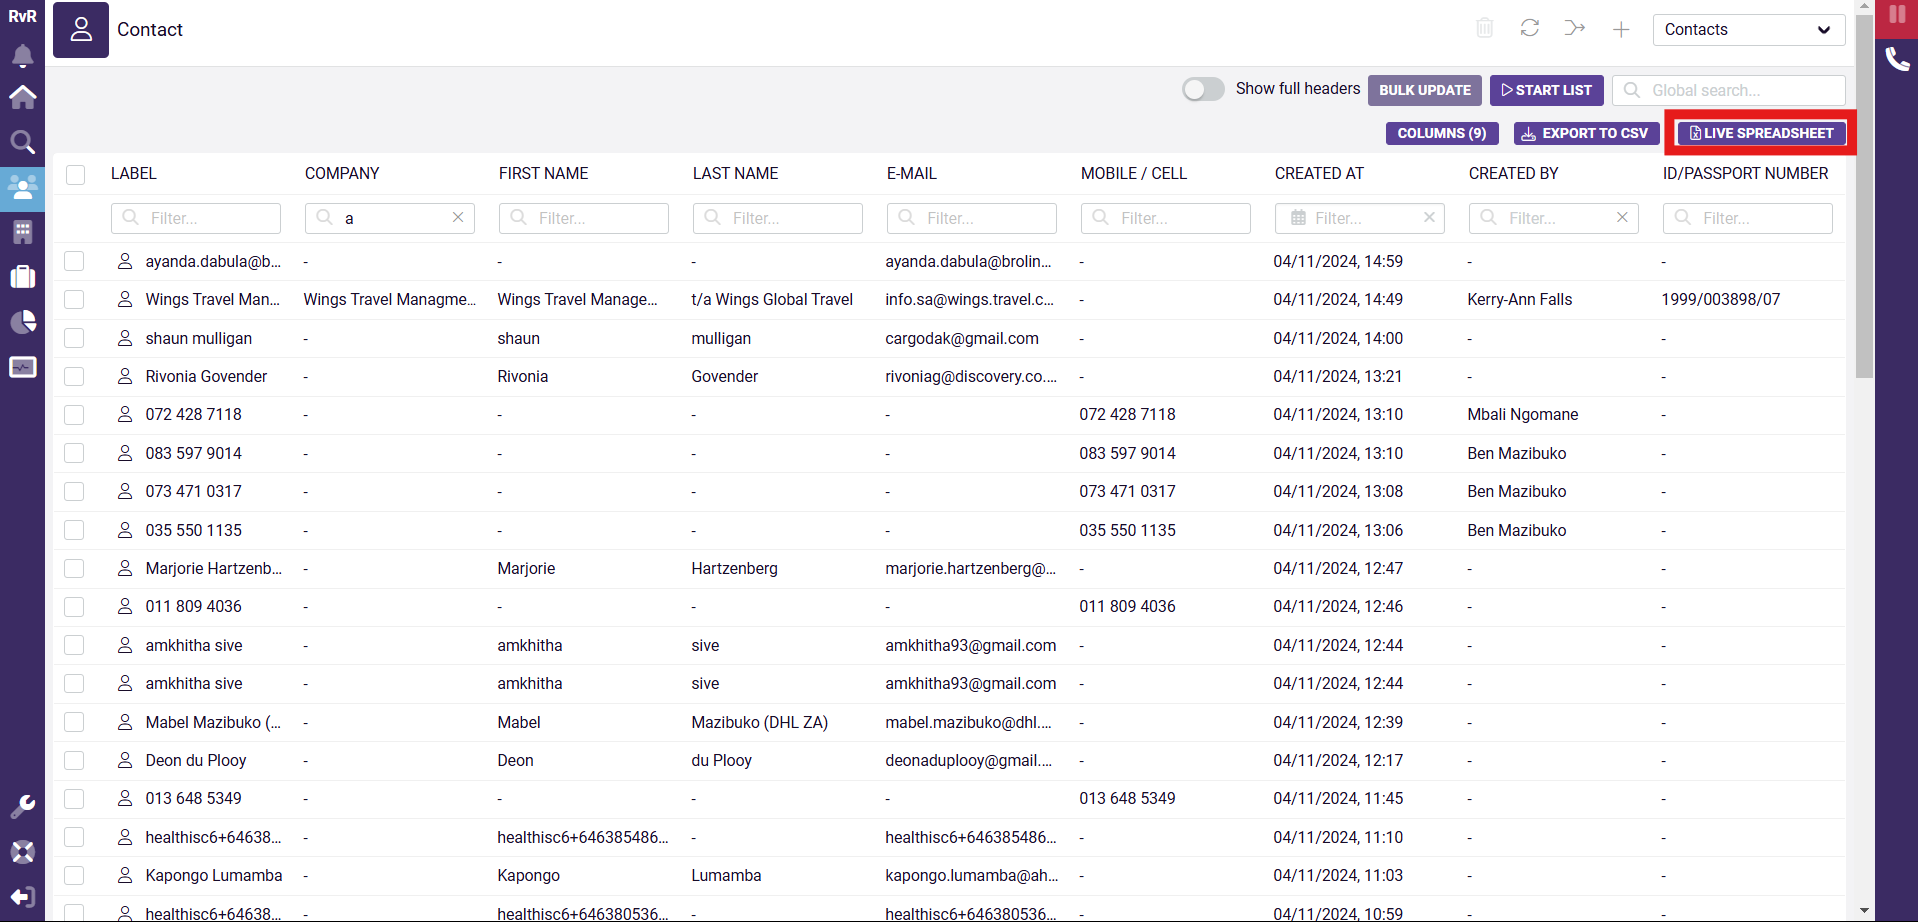 RvR
Contact
Contacts
Show full headers
BULK UPDATE
START LIST
Global search...
COLUMNS (9)
EXPORT TO CSV
LIVE SPREADSHEET
LABEL COMPANY FIRST NAME LAST NAME E-MAIL MOBILE / CELL CREATED AT CREATED BY ID/PASSPORT NUMBER
Filter... a Filter... Filter... Filter... Filter... Filter... Filter... Filter...
ayanda.dabula@b... - - - ayanda.dabula@brolin... - 04/11/2024, 14:59 - -
Wings Travel Man... Wings Travel Managme... Wings Travel Manage... t/a Wings Global Travel info.sa@wings.travel.c... - 04/11/2024, 14:49 Kerry-Ann Falls 1999/003898/07
shaun mulligan - shaun mulligan cargodak@gmail.com - 04/11/2024, 14:00 - -
Rivonia Govender - Rivonia Govender rivoniag@discovery.co.... - 04/11/2024, 13:21 - -
072 428 7118 - - - - 072 428 7118 04/11/2024, 13:10 Mbali Ngomane -
083 597 9014 - - - - 083 597 9014 04/11/2024, 13:10 Ben Mazibuko -
073 471 0317 - - - - 073 471 0317 04/11/2024, 13:08 Ben Mazibuko -
035 550 1135 - - - - 035 550 1135 04/11/2024, 13:06 Ben Mazibuko -
Marjorie Hartzenb... - Marjorie Hartzenberg marjorie.hartzenberg@... - 04/11/2024, 12:47 - -
011 809 4036 - - - - 011 809 4036 04/11/2024, 12:46 - -
amkhitha sive - amkhitha sive amkhitha93@gmail.com - 04/11/2024, 12:44 - -
amkhitha sive - amkhitha sive amkhitha93@gmail.com - 04/11/2024, 12:44 - -
Mabel Mazibuko (... - Mabel Mazibuko (DHL ZA) mabel.mazibuko@dhl.... - 04/11/2024, 12:39 - -
Deon du Plooy - Deon du Plooy deonaduplooy@gmail.... - 04/11/2024, 12:17 - -
013 648 5349 - - - - 013 648 5349 04/11/2024, 11:45 - -
healthisc6+64638... - healthisc6+646385486... - healthisc6+646385486... - 04/11/2024, 11:10 - -
Kapongo Lumamba - Kapongo Lumamba kapongo.lumamba@ah... - 04/11/2024, 11:03 - -
healthisc6+64638... - healthisc6+646380536... - healthisc6+646380536... - 04/11/2024, 10:59 - -